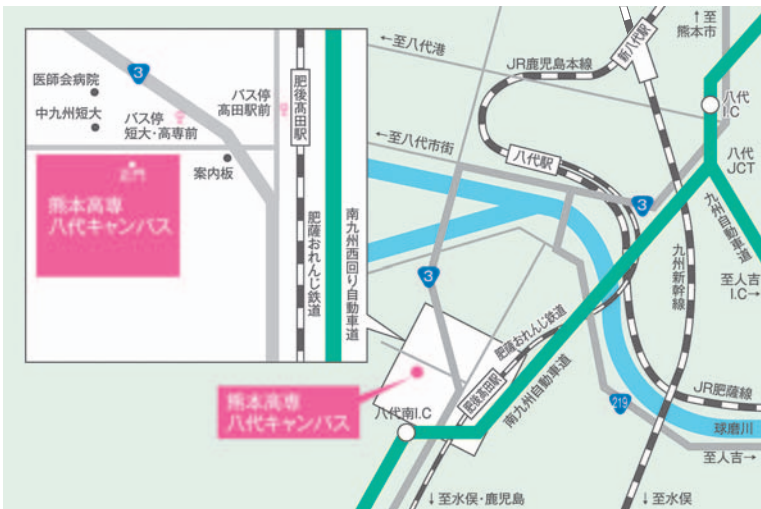 3
医師会病院
中九州短大
バス停
短大・高専前
バス停
高田駅前
肥後高田駅
正門
案内板
熊本高専
八代キャンパス
肥薩おれんじ鉄道
南九州西回り自動車道
←至八代港
JR鹿児島本線
新八代駅
↑至
熊本市
八代
I.C
←至八代市街
八代駅
八代
JCT
3
九州自動車道
九州新幹線
至人吉
I.C→
3
肥薩おれんじ鉄道
肥後高田駅
南九州自動車道
熊本高専
八代キャンパス
八代南I.C
219
JR肥薩線
球磨川
至人吉→
↓至水俣・鹿児島
↓至水俣